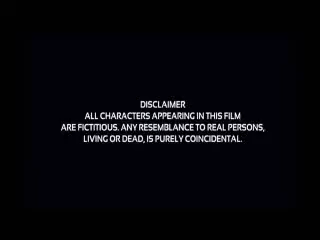 DISCLAIMER
ALL CHARACTERS APPEARING IN THIS FILM
ARE FICTITIOUS. ANY RESEMBLANCE TO REAL PERSONS,
LIVING OR DEAD, IS PURELY COINCIDENTAL.